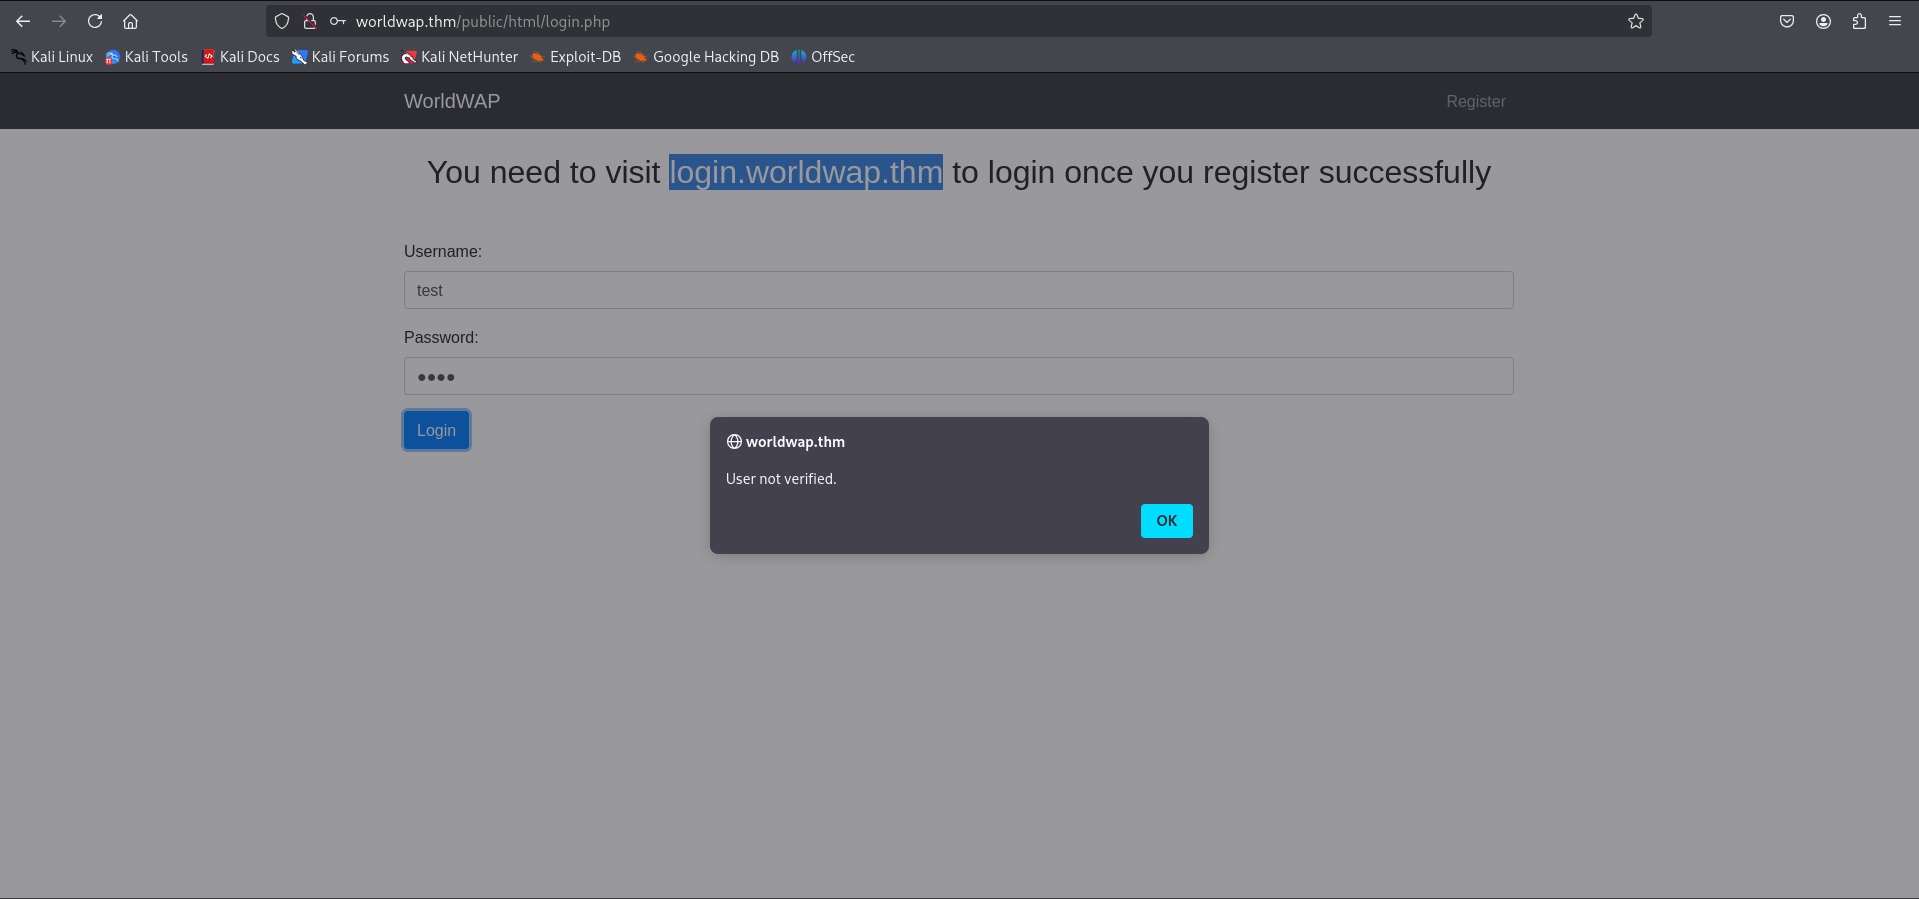 worldwap.thm/public/html/login.php
Kali Linux Kali Tools Kali Docs Kali Forums Kali NetHunter Exploit-DB Google Hacking DB OffSec
WorldWAP Register
You need to visit login.worldwap.thm to login once you register successfully
Username:
test
Password:
••••
Login
worldwap.thm
User not verified.
OK